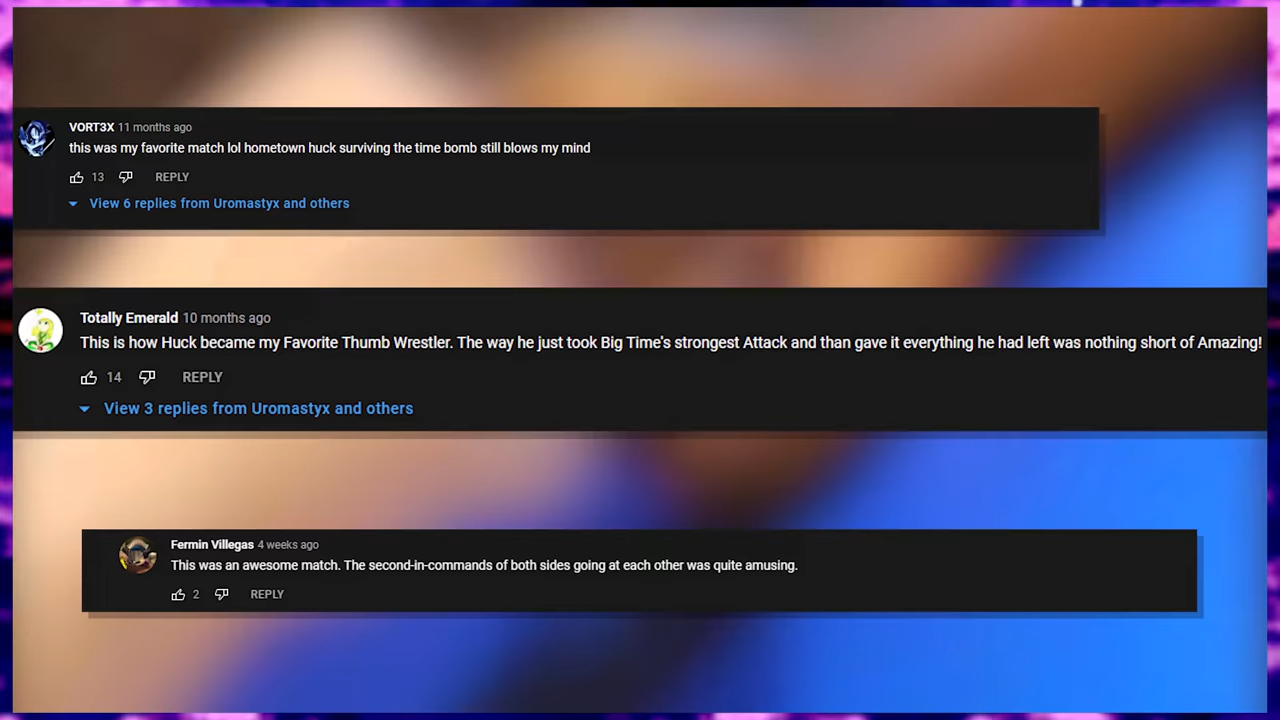 VORT3X 11 months ago
this was my favorite match lol hometown huck surviving the time bomb still blows my mind
13 REPLY
View 6 replies from Uromastyx and others
Totally Emerald 10 months ago
This is how Huck became my Favorite Thumb Wrestler. The way he just took Big Time's strongest Attack and than gave it everything he had left was nothing short of Amazing!
14 REPLY
View 3 replies from Uromastyx and others
Fermin Villegas 4 weeks ago
This was an awesome match. The second-in-commands of both sides going at each other was quite amusing.
2 REPLY